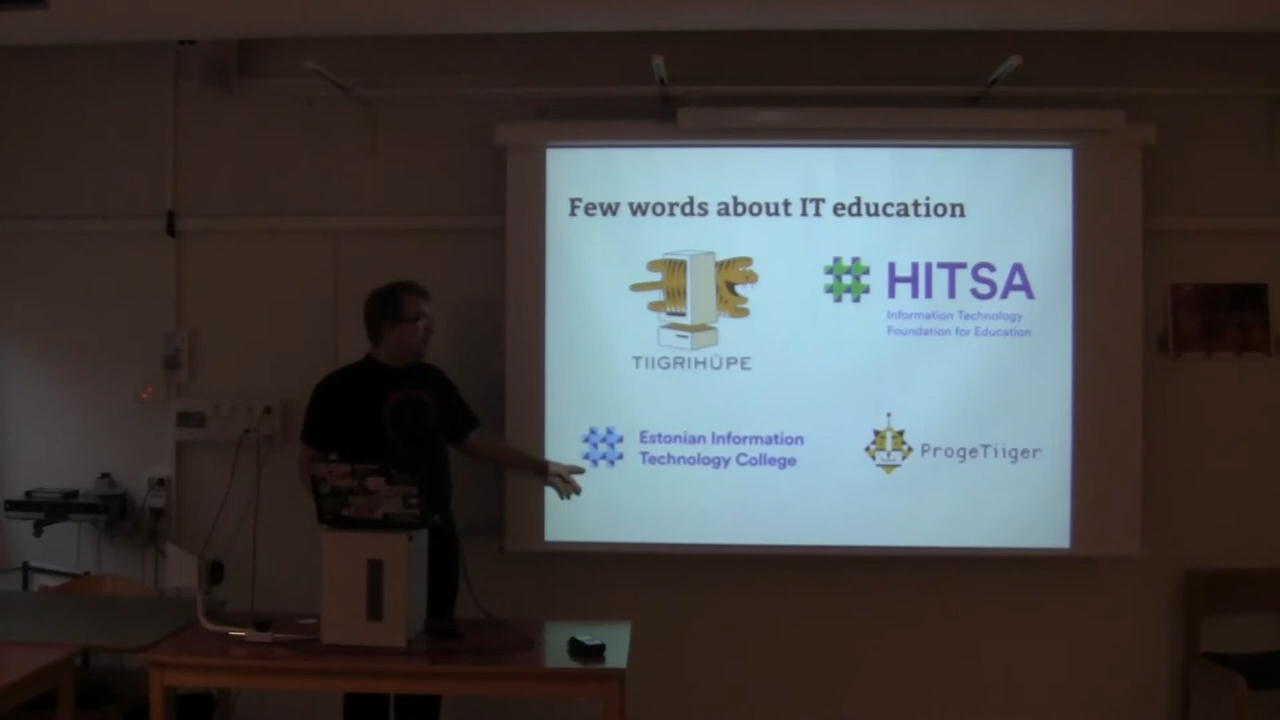 Few words about IT education
TIIGRIHÜPE
HITSA
Information Technology
Foundation for Education
Estonian Information
Technology College
ProgeTiiger